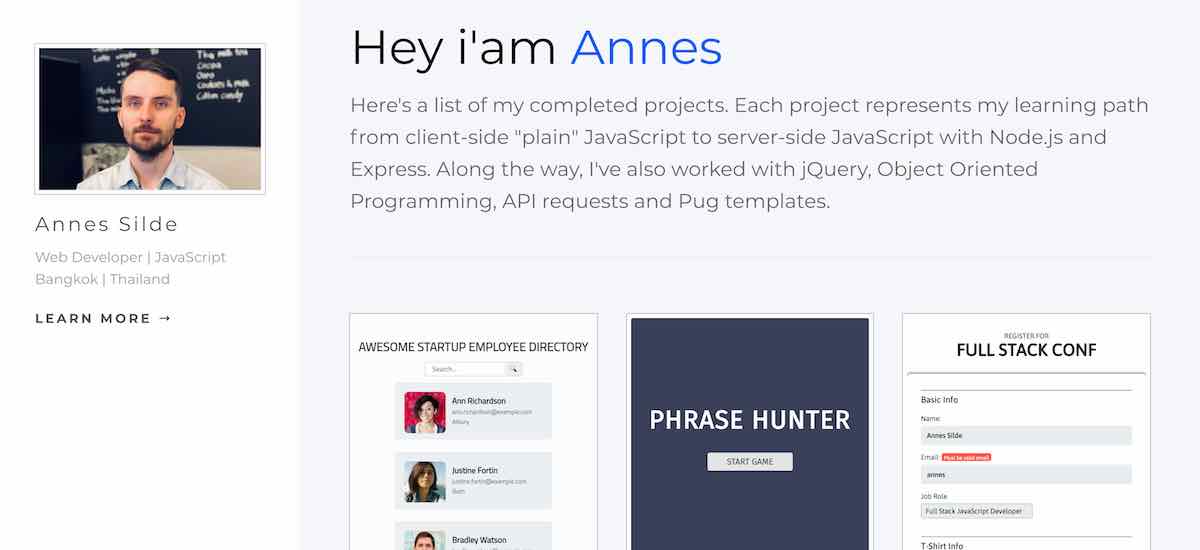 Annes Silde
Web Developer | JavaScript
Bangkok | Thailand
LEARN MORE →
Hey i'am Annes
Here's a list of my completed projects. Each project represents my learning path
from client-side "plain" JavaScript to server-side JavaScript with Node.js and
Express. Along the way, I've also worked with jQuery, Object Oriented
Programming, API requests and Pug templates.
AWESOME STARTUP EMPLOYEE DIRECTORY
Search...
Ann Richardson
ann.richardson@example.com
Albury
Justine Fortin
justine.fortin@example.com
Bradley Watson
PHRASE HUNTER
START GAME
REGISTER FOR
FULL STACK CONF
Basic Info
Name:
Annes Silde
Email: Must be valid email
annes
Job Role
Full Stack JavaScript Developer
T-Shirt Info